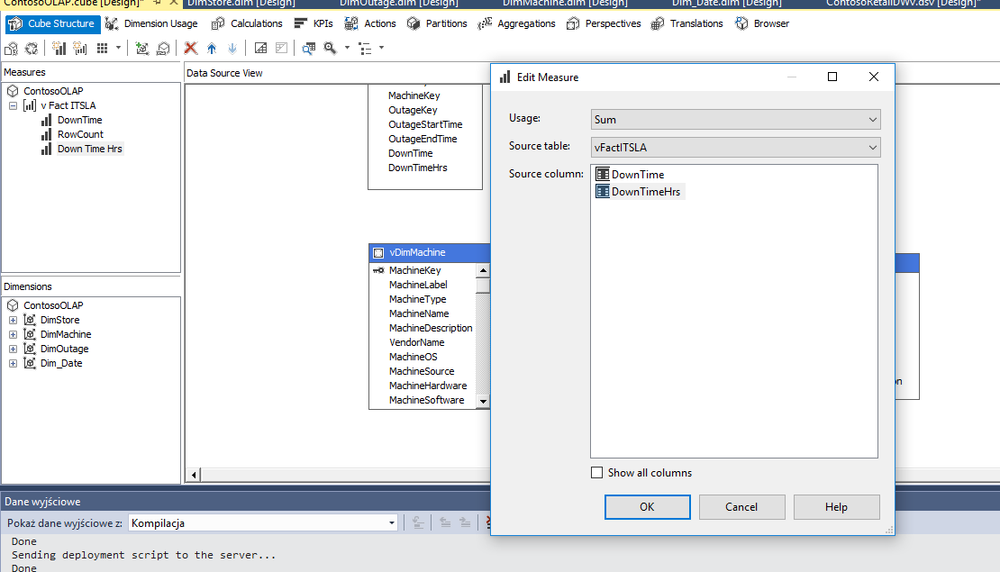 ContosoOLAP.cube [Design]* DimStore.dim [Design] DimOutage.dim [Design] DimMachine.dim [Design] Dim_Date.dim [Design] ContosoRetailDWv.dsv [Design]*
Cube Structure Dimension Usage Calculations KPIs Actions Partitions Aggregations Perspectives Translations Browser
Measures
ContosoOLAP
v Fact ITSLA
DownTime
RowCount
Down Time Hrs
Dimensions
ContosoOLAP
DimStore
DimMachine
DimOutage
Dim_Date
Data Source View
MachineKey
OutageKey
OutageStartTime
OutageEndTime
DownTime
DownTimeHrs
vDimMachine
MachineKey
MachineLabel
MachineType
MachineName
MachineDescription
VendorName
MachineOS
MachineSource
MachineHardware
MachineSoftware
on
Edit Measure
Usage: Sum
Source table: vFactITSLA
Source column: DownTime
DownTimeHrs
Show all columns
OK Cancel Help
Dane wyjściowe
Pokaż dane wyjściowe z: Kompilacja
Done
Sending deployment script to the server...
Done